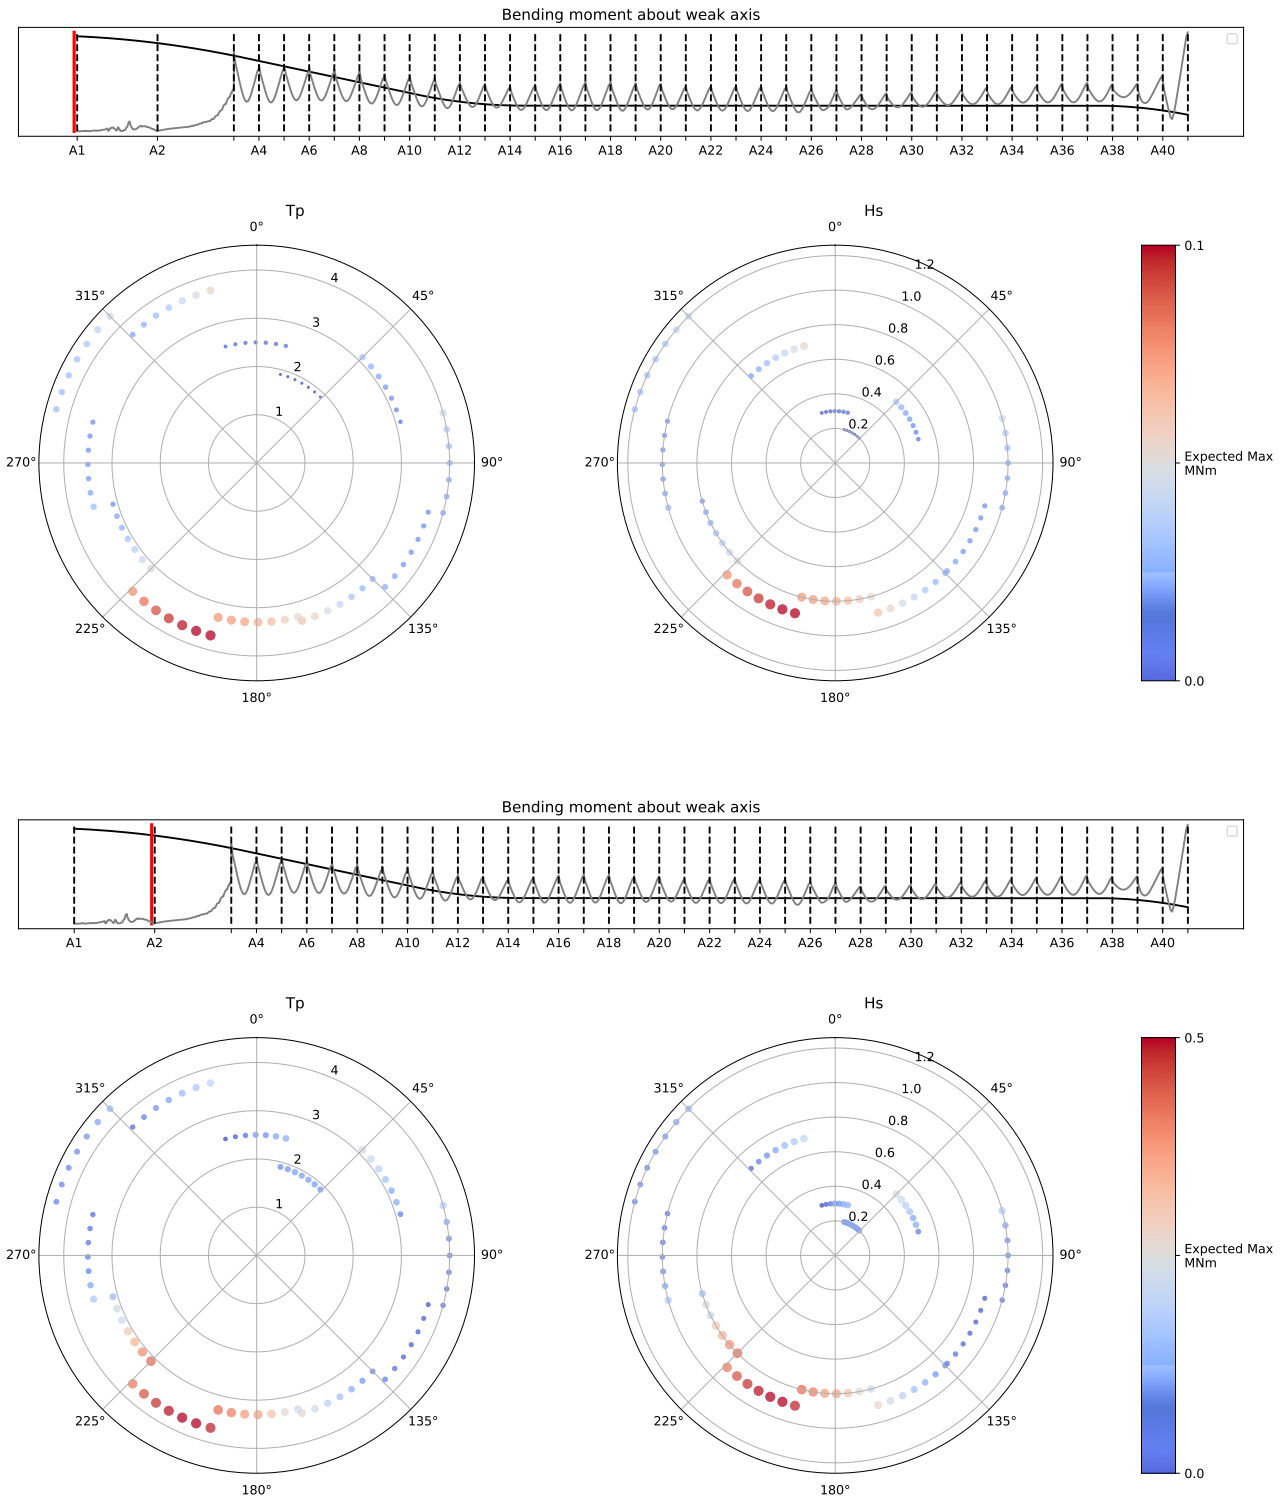 Bending moment about weak axis
A1 A2 A4 A6 A8 A10 A12 A14 A16 A18 A20 A22 A24 A26 A28 A30 A32 A34 A36 A38 A40
Tp Hs
0° 0°
4 1.2 0.1
315° 45° 315° 1.0 45°
3 0.8
2 0.6
1 0.4
0.2
270° 90° 270° 90° Expected Max
MNm
225° 135° 225° 135°
0.0
180° 180°
Bending moment about weak axis
A1 A2 A4 A6 A8 A10 A12 A14 A16 A18 A20 A22 A24 A26 A28 A30 A32 A34 A36 A38 A40
Tp Hs
0° 0°
4 1.2 0.5
315° 45° 315° 1.0 45°
3 0.8
2 0.6
1 0.4
0.2
270° 90° 270° 90° Expected Max
MNm
225° 135° 225° 135°
0.0
180° 180°